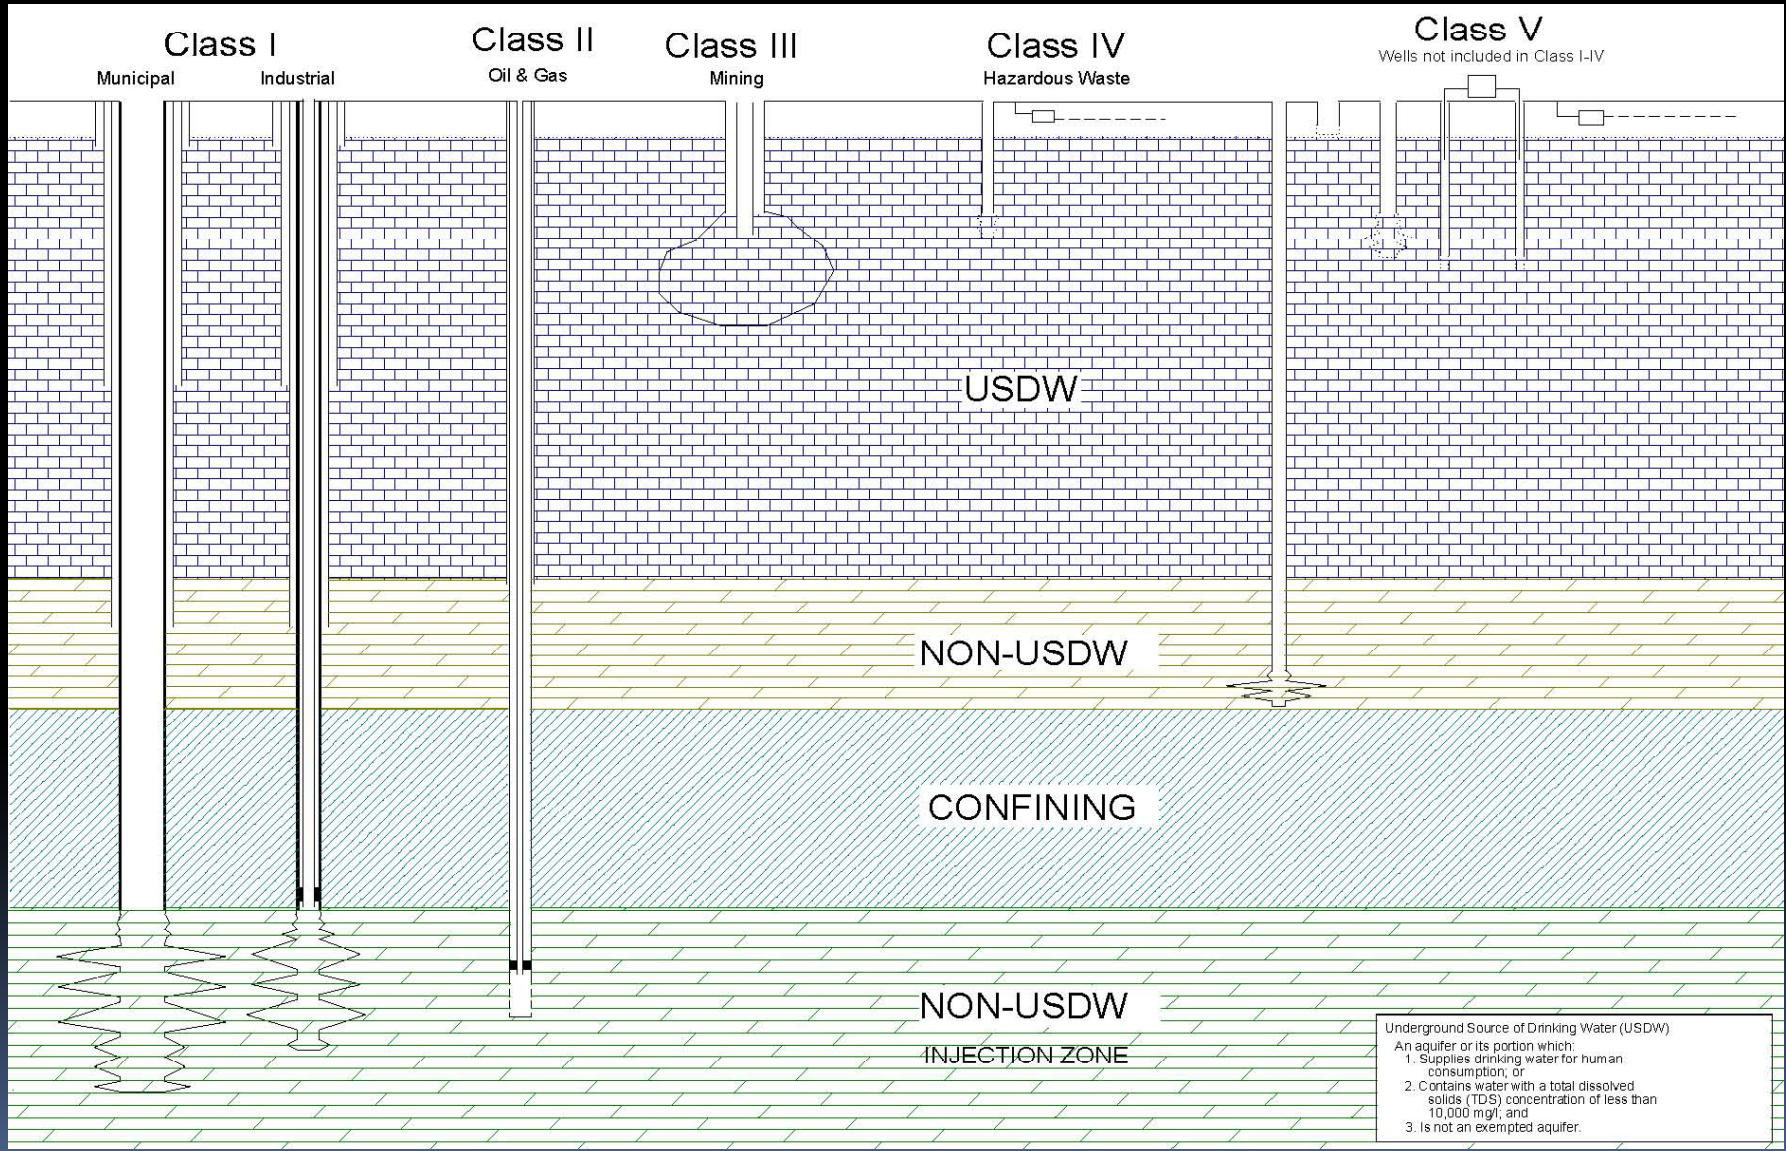 Class I
Municipal
Industrial
Class II
Oil & Gas
Class III
Mining
Class IV
Hazardous Waste
Class V
Wells not included in Class I-IV
USDW
NON-USDW
CONFINING
NON-USDW
INJECTION ZONE
Underground Source of Drinking Water (USDW)
An aquifer or its portion which:
1. Supplies drinking water for human
consumption; or
2. Contains water with a total dissolved
solids (TDS) concentration of less than
10,000 mg/l; and
3. Is not an exempted aquifer.